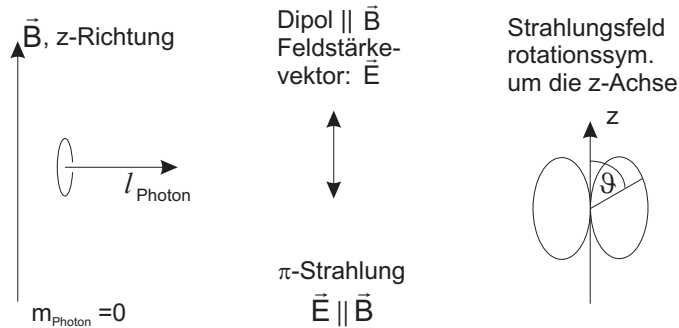 B⃗, z-Richtung
l Photon
m Photon =0
Dipol || B⃗
Feldstärke-
vektor: E⃗
π-Strahlung
E⃗ || B⃗
Strahlungsfeld
rotationssym.
um die z-Achse
z
ϑ